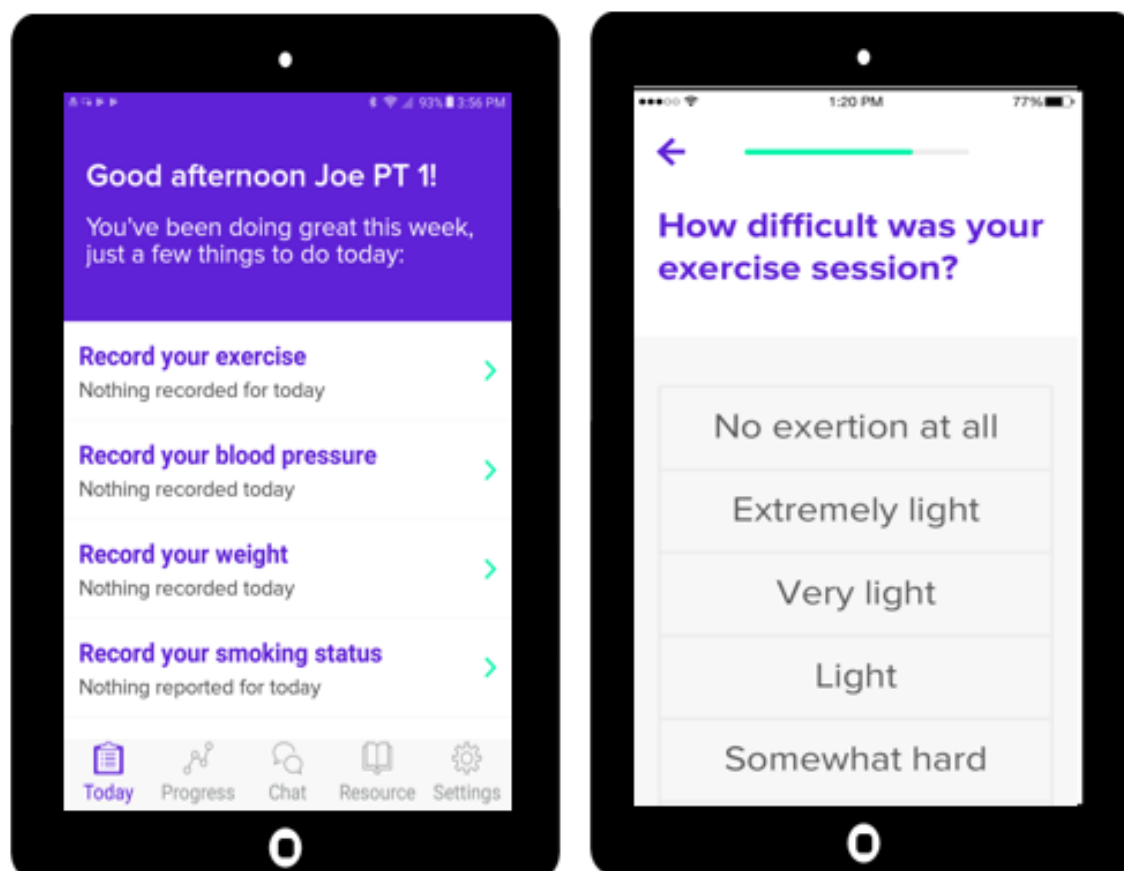 93% 3:56 PM
Good afternoon Joe PT 1!
You've been doing great this week,
just a few things to do today:
Record your exercise
Nothing recorded for today
Record your blood pressure
Nothing recorded today
Record your weight
Nothing recorded today
Record your smoking status
Nothing reported for today
Today Progress Chat Resource Settings
1:20 PM 77%
How difficult was your
exercise session?
No exertion at all
Extremely light
Very light
Light
Somewhat hard